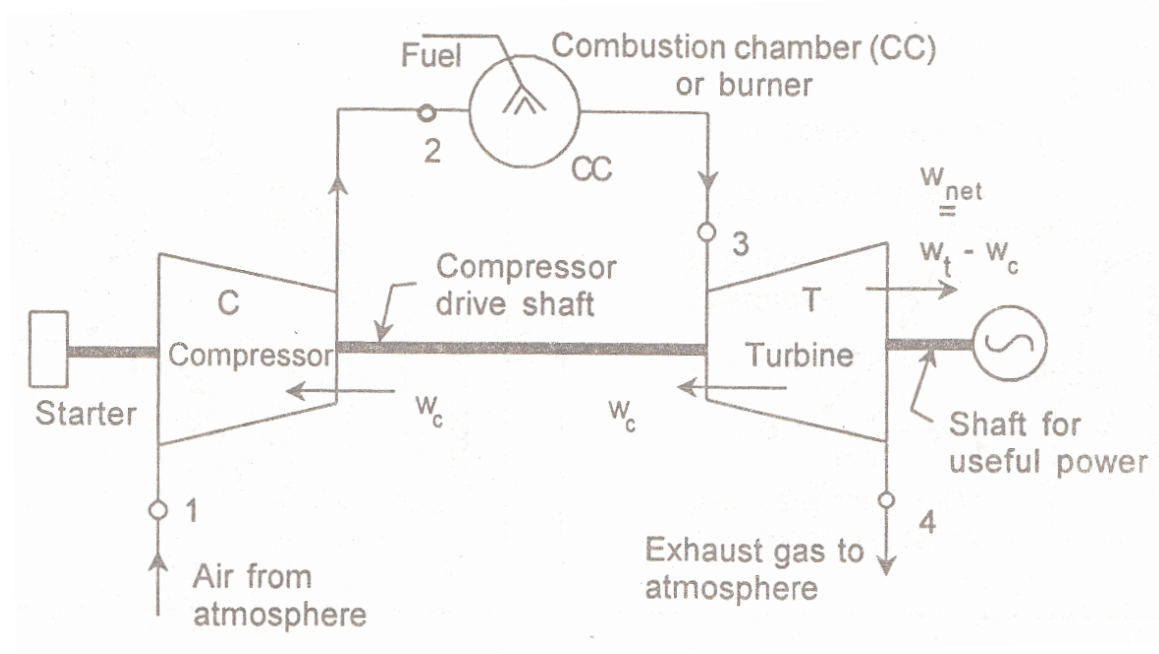 Fuel
Combustion chamber (CC)
or burner
2
CC
w net
=
w t - w c
3
Compressor
drive shaft
C
T
Compressor
Turbine
Starter
w c
w c
Shaft for
useful power
1
4
Air from
atmosphere
Exhaust gas to
atmosphere